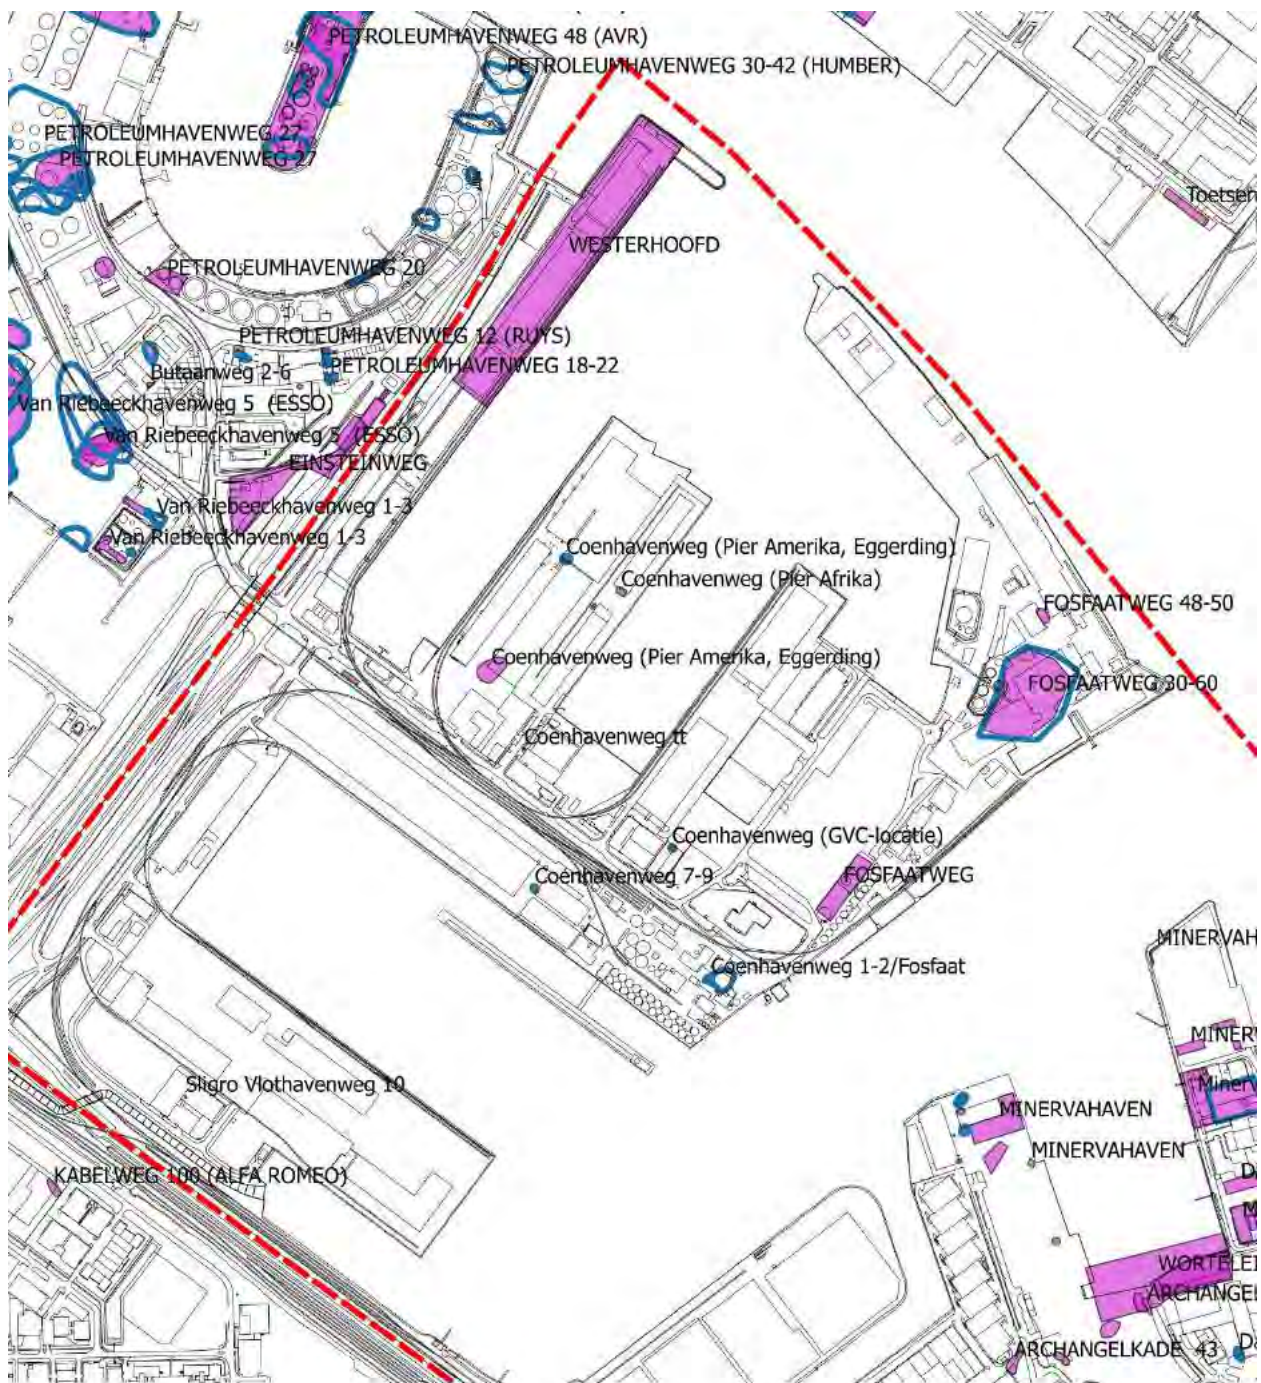 PETROLEUMHAVENWEG 48 (AVR)
PETROLEUMHAVENWEG 30-42 (HUMBER)
PETROLEUMHAVENWEG 27
PETROLEUMHAVENWEG 27
Toetsen
WESTERHOOFD
PETROLEUMHAVENWEG 20
PETROLEUMHAVENWEG 12 (RUYS)
PETROLEUMHAVENWEG 18-22
Butaanweg 2-6
Van Riebeeckhavenweg 5 (ESSO)
Van Riebeeckhavenweg 5 (ESSO)
EINSTEINWEG
Van Riebeeckhavenweg 1-3
Van Riebeeckhavenweg 1-3
Coenhavenweg (Pier Amerika, Eggerding)
Coenhavenweg (Pier Afrika)
FOSFAATWEG 48-50
Coenhavenweg (Pier Amerika, Eggerding)
FOSFAATWEG 30-60
Coenhavenweg tt
Coenhavenweg (GVC-locatie)
Coenhavenweg 7-9
FOSFAATWEG
MINERVAH
Coenhavenweg 1-2/Fosfaat
MINER
Sligro Vlothavenweg 10
Minerv
MINERVAHAVEN
MINERVAHAVEN
KABELWEG 100 (ALFA ROMEO)
M
WORTELE
ARCHANGEL
ARCHANGELKADE 43